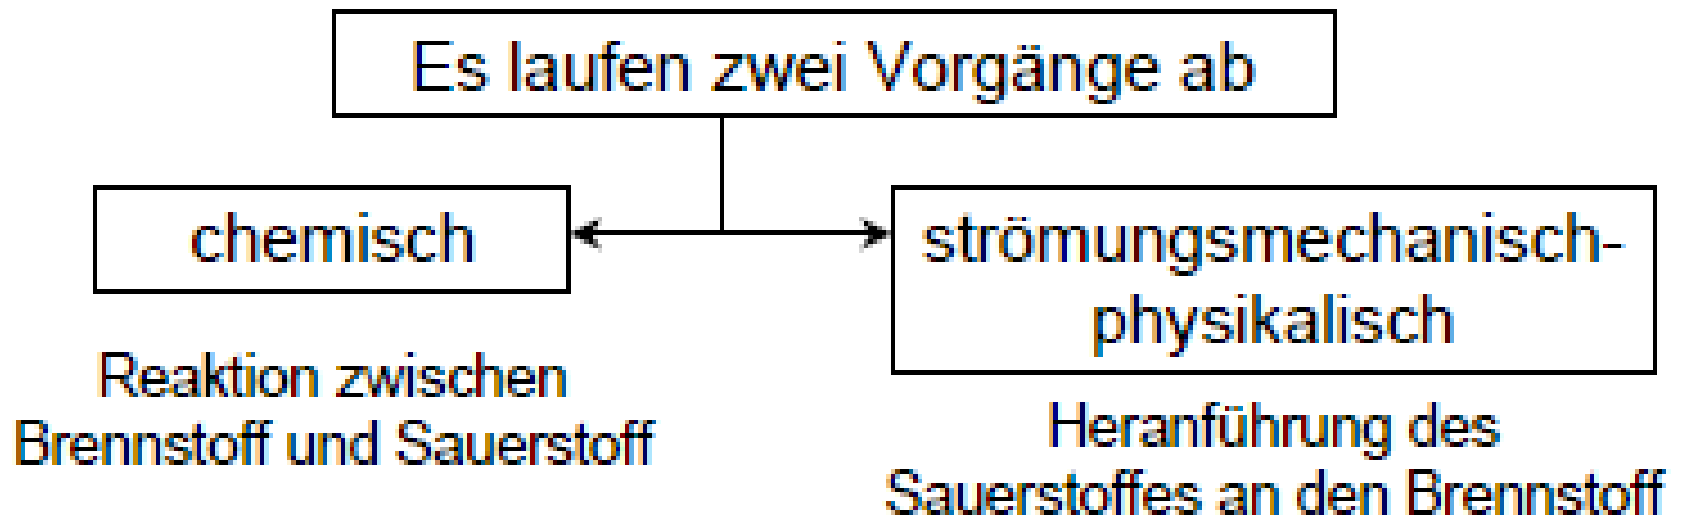 Es laufen zwei Vorgänge ab
chemisch
Reaktion zwischen
Brennstoff und Sauerstoff
strömungsmechanisch-
physikalisch
Heranführung des
Sauerstoffes an den Brennstoff